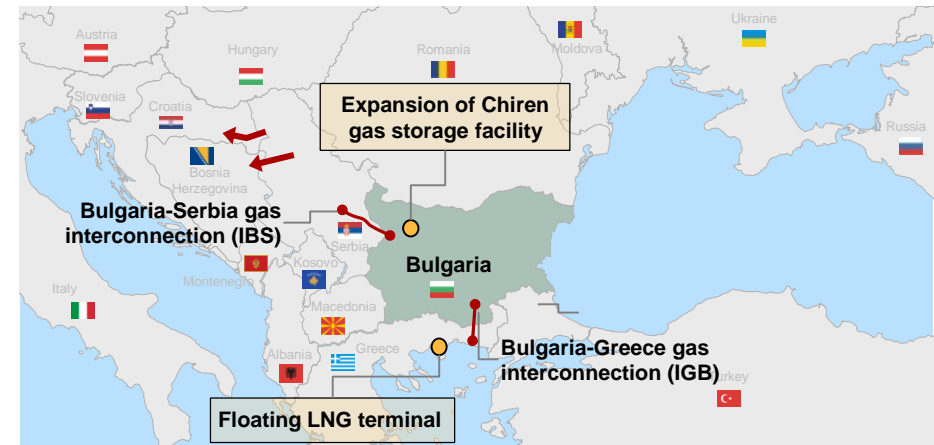 Ukraine
Austria
Hungary
Romania
Moldova
Slovenia
Croatia
Expansion of Chiren
gas storage facility
Russia
Bosnia
Herzegovina
Bulgaria-Serbia gas
interconnection (IBS)
Serbia
Kosovo
Bulgaria
Montenegro
Italy
Macedonia
Albania
Greece
Bulgaria-Greece gas
interconnection (IGB)
urkey
Floating LNG terminal